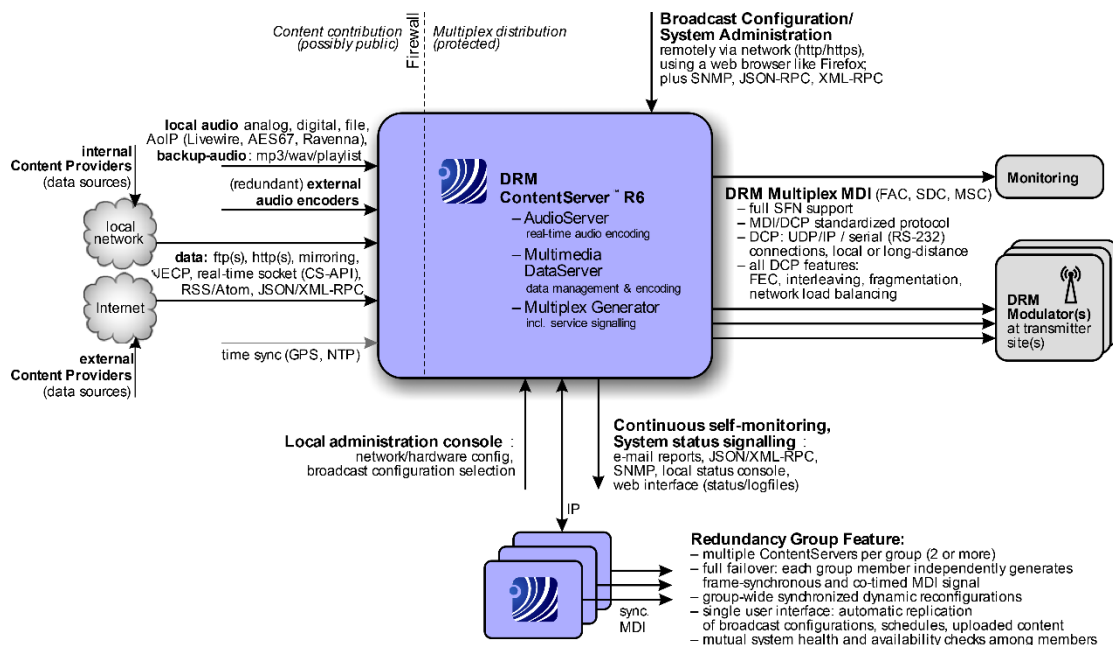 Content contribution
(possibly public)
Firewall
Multiplex distribution
(protected)
Broadcast Configuration/
System Administration
remotely via network (http/https),
using a web browser like Firefox;
plus SNMP, JSON-RPC, XML-RPC
local audio analog, digital, file,
AoIP (Livewire, AES67, Ravenna),
backup-audio: mp3/wav/playlist
internal
Content Providers
(data sources)
(redundant) external
audio encoders
local
network
data: ftp(s), http(s), mirroring,
JECP, real-time socket (CS-API),
RSS/Atom, JSON/XML-RPC
Internet
time sync (GPS, NTP)
external
Content Providers
(data sources)
DRM
ContentServer™ R6
– AudioServer
real-time audio encoding
– Multimedia
DataServer
data management & encoding
– Multiplex Generator
incl. service signalling
DRM Multiplex MDI (FAC, SDC, MSC)
– full SFN support
– MDI/DCP standardized protocol
– DCP: UDP/IP / serial (RS-232)
connections, local or long-distance
– all DCP features:
FEC, interleaving, fragmentation,
network load balancing
Monitoring
DRM
Modulator(s)
at transmitter
site(s)
Local administration console :
network/hardware config,
broadcast configuration selection
Continuous self-monitoring,
System status signalling :
e-mail reports, JSON/XML-RPC,
SNMP, local status console,
web interface (status/logfiles)
IP
sync.
MDI
Redundancy Group Feature:
– multiple ContentServers per group (2 or more)
– full failover: each group member independently generates
frame-synchronous and co-timed MDI signal
– group-wide synchronized dynamic reconfigurations
– single user interface: automatic replication
of broadcast configurations, schedules, uploaded content
– mutual system health and availability checks among members